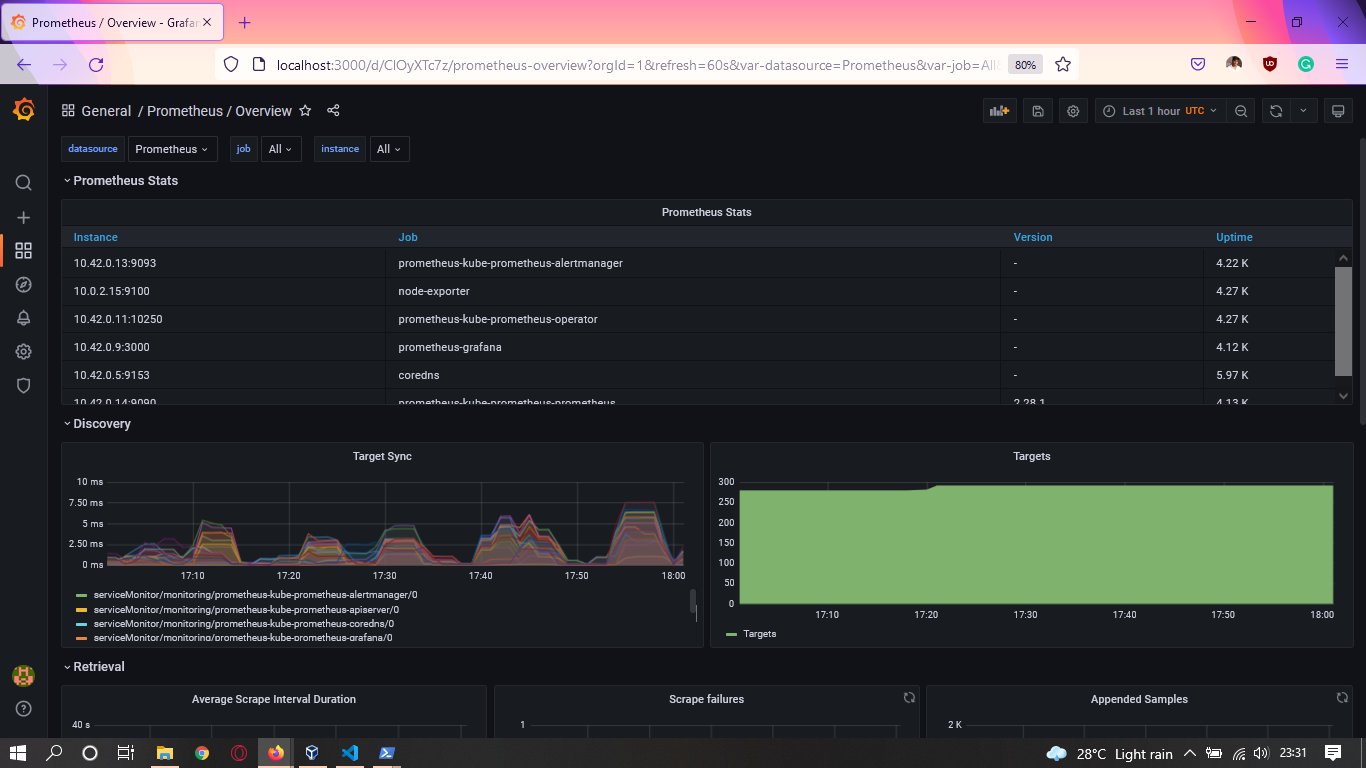 Prometheus / Overview - Grafan
localhost:3000/d/ClOyXTc7z/prometheus-overview?orgId=1&refresh=60s&var-datasource=Prometheus&var-job=All&
80%
General / Prometheus / Overview
Last 1 hour UTC
datasource Prometheus job All instance All
Prometheus Stats
Prometheus Stats
Instance Job Version Uptime
10.42.0.13:9093 prometheus-kube-prometheus-alertmanager - 4.22 K
10.0.2.15:9100 node-exporter - 4.27 K
10.42.0.11:10250 prometheus-kube-prometheus-operator - 4.27 K
10.42.0.9:3000 prometheus-grafana - 4.12 K
10.42.0.5:9153 coredns - 5.97 K
10.42.0.14:9090 prometheus-kube-prometheus-prometheus 2.28.1 4.13 K
Discovery
Target Sync
10 ms
7.50 ms
5 ms
2.50 ms
0 ms
17:10 17:20 17:30 17:40 17:50 18:00
serviceMonitor/monitoring/prometheus-kube-prometheus-alertmanager/0
serviceMonitor/monitoring/prometheus-kube-prometheus-apiserver/0
serviceMonitor/monitoring/prometheus-kube-prometheus-coredns/0
serviceMonitor/monitoring/prometheus-kube-prometheus-grafana/0
Targets
300
250
200
150
100
50
0
17:10 17:20 17:30 17:40 17:50 18:00
Targets
Retrieval
Average Scrape Interval Duration
40 s
Scrape failures
1
Appended Samples
2 K
28°C Light rain 23:31